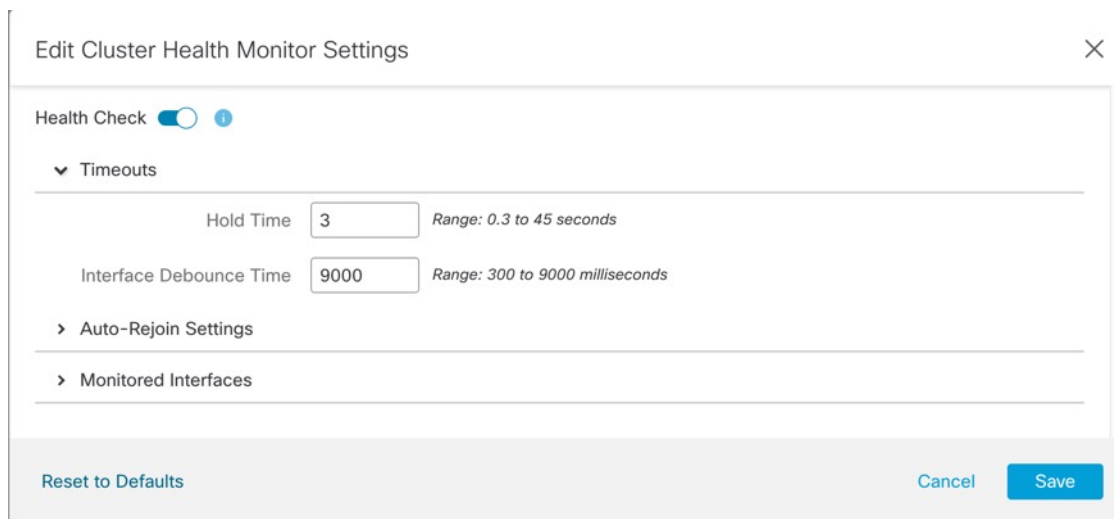 Edit Cluster Health Monitor Settings
Health Check
Timeouts
Hold Time 3 Range: 0.3 to 45 seconds
Interface Debounce Time 9000 Range: 300 to 9000 milliseconds
Auto-Rejoin Settings
Monitored Interfaces
Reset to Defaults Cancel Save